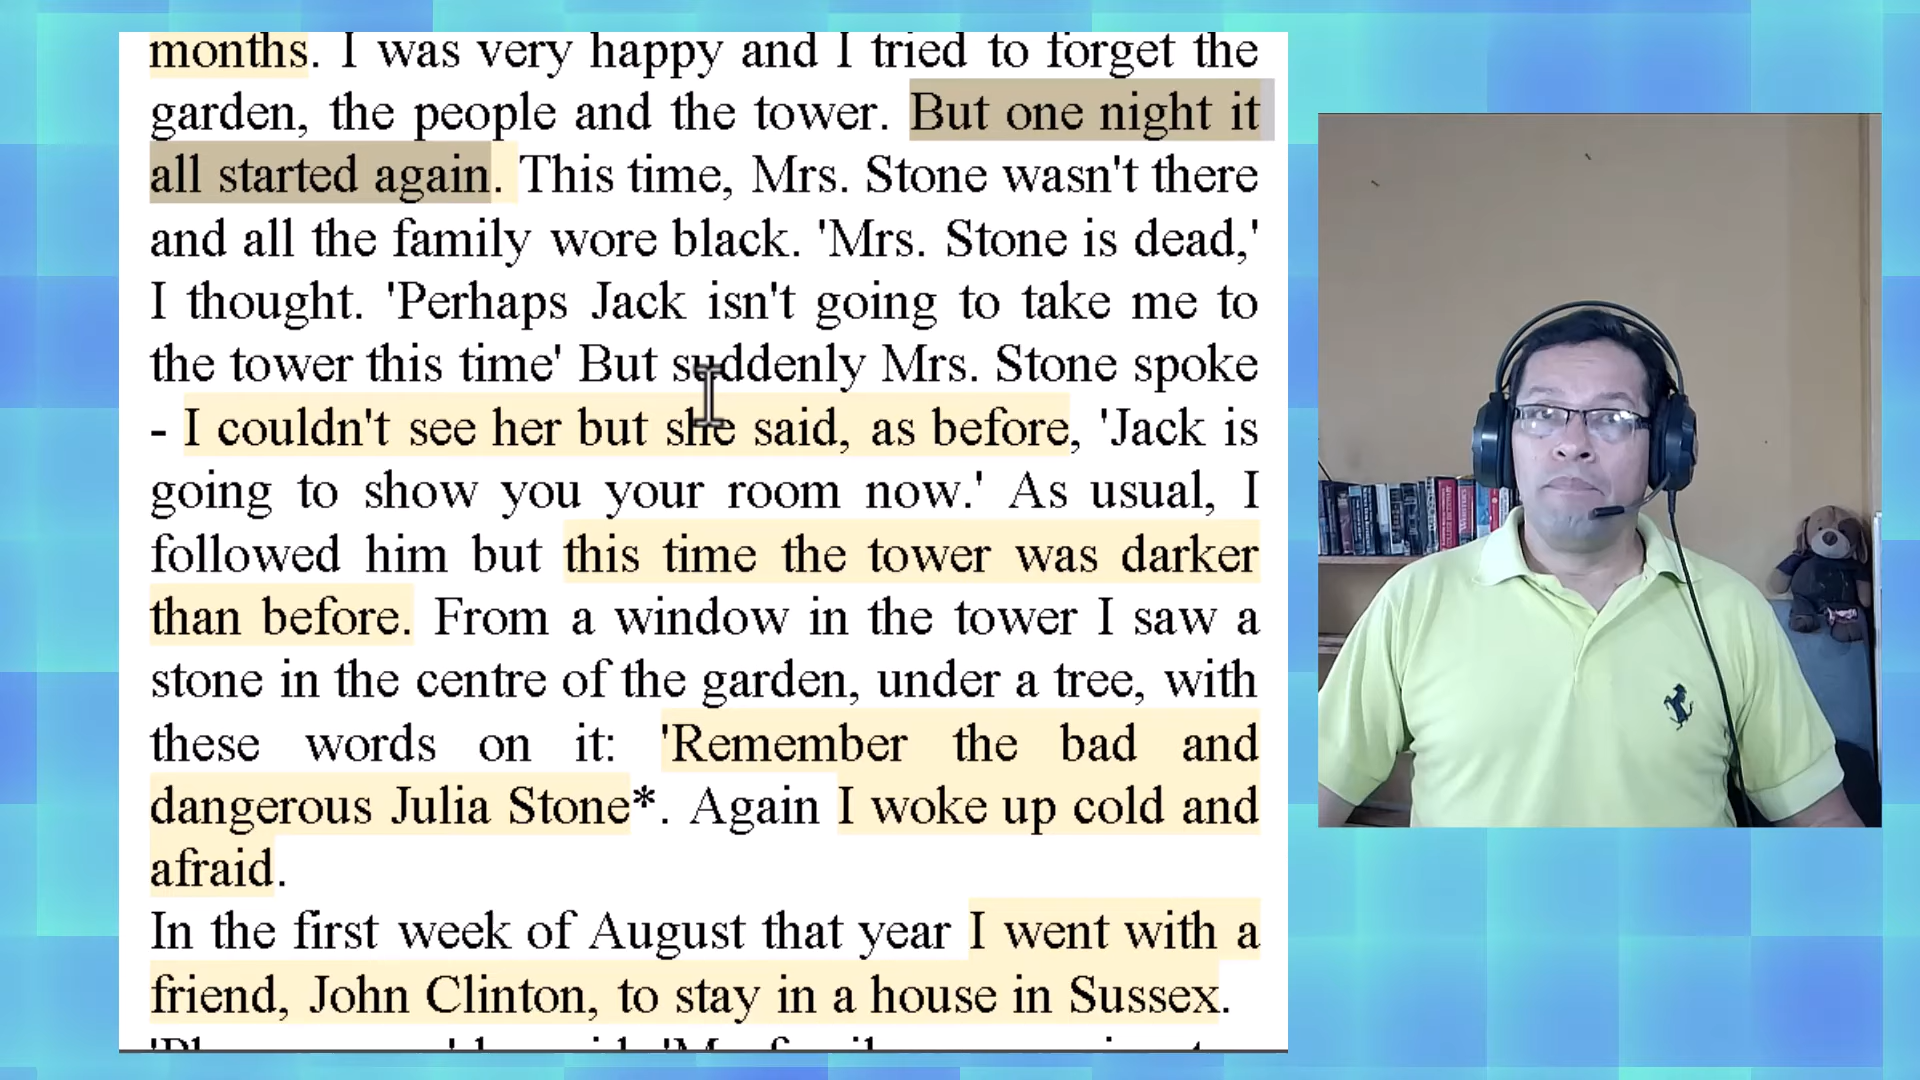 months. I was very happy and I tried to forget the
garden, the people and the tower. But one night it
all started again. This time, Mrs. Stone wasn't there
and all the family wore black. 'Mrs. Stone is dead,'
I thought. 'Perhaps Jack isn't going to take me to
the tower this time' But suddenly Mrs. Stone spoke
- I couldn't see her but she said, as before, 'Jack is
going to show you your room now.' As usual, I
followed him but this time the tower was darker
than before. From a window in the tower I saw a
stone in the centre of the garden, under a tree, with
these words on it: 'Remember the bad and
dangerous Julia Stone*. Again I woke up cold and
afraid.
In the first week of August that year I went with a
friend, John Clinton, to stay in a house in Sussex.